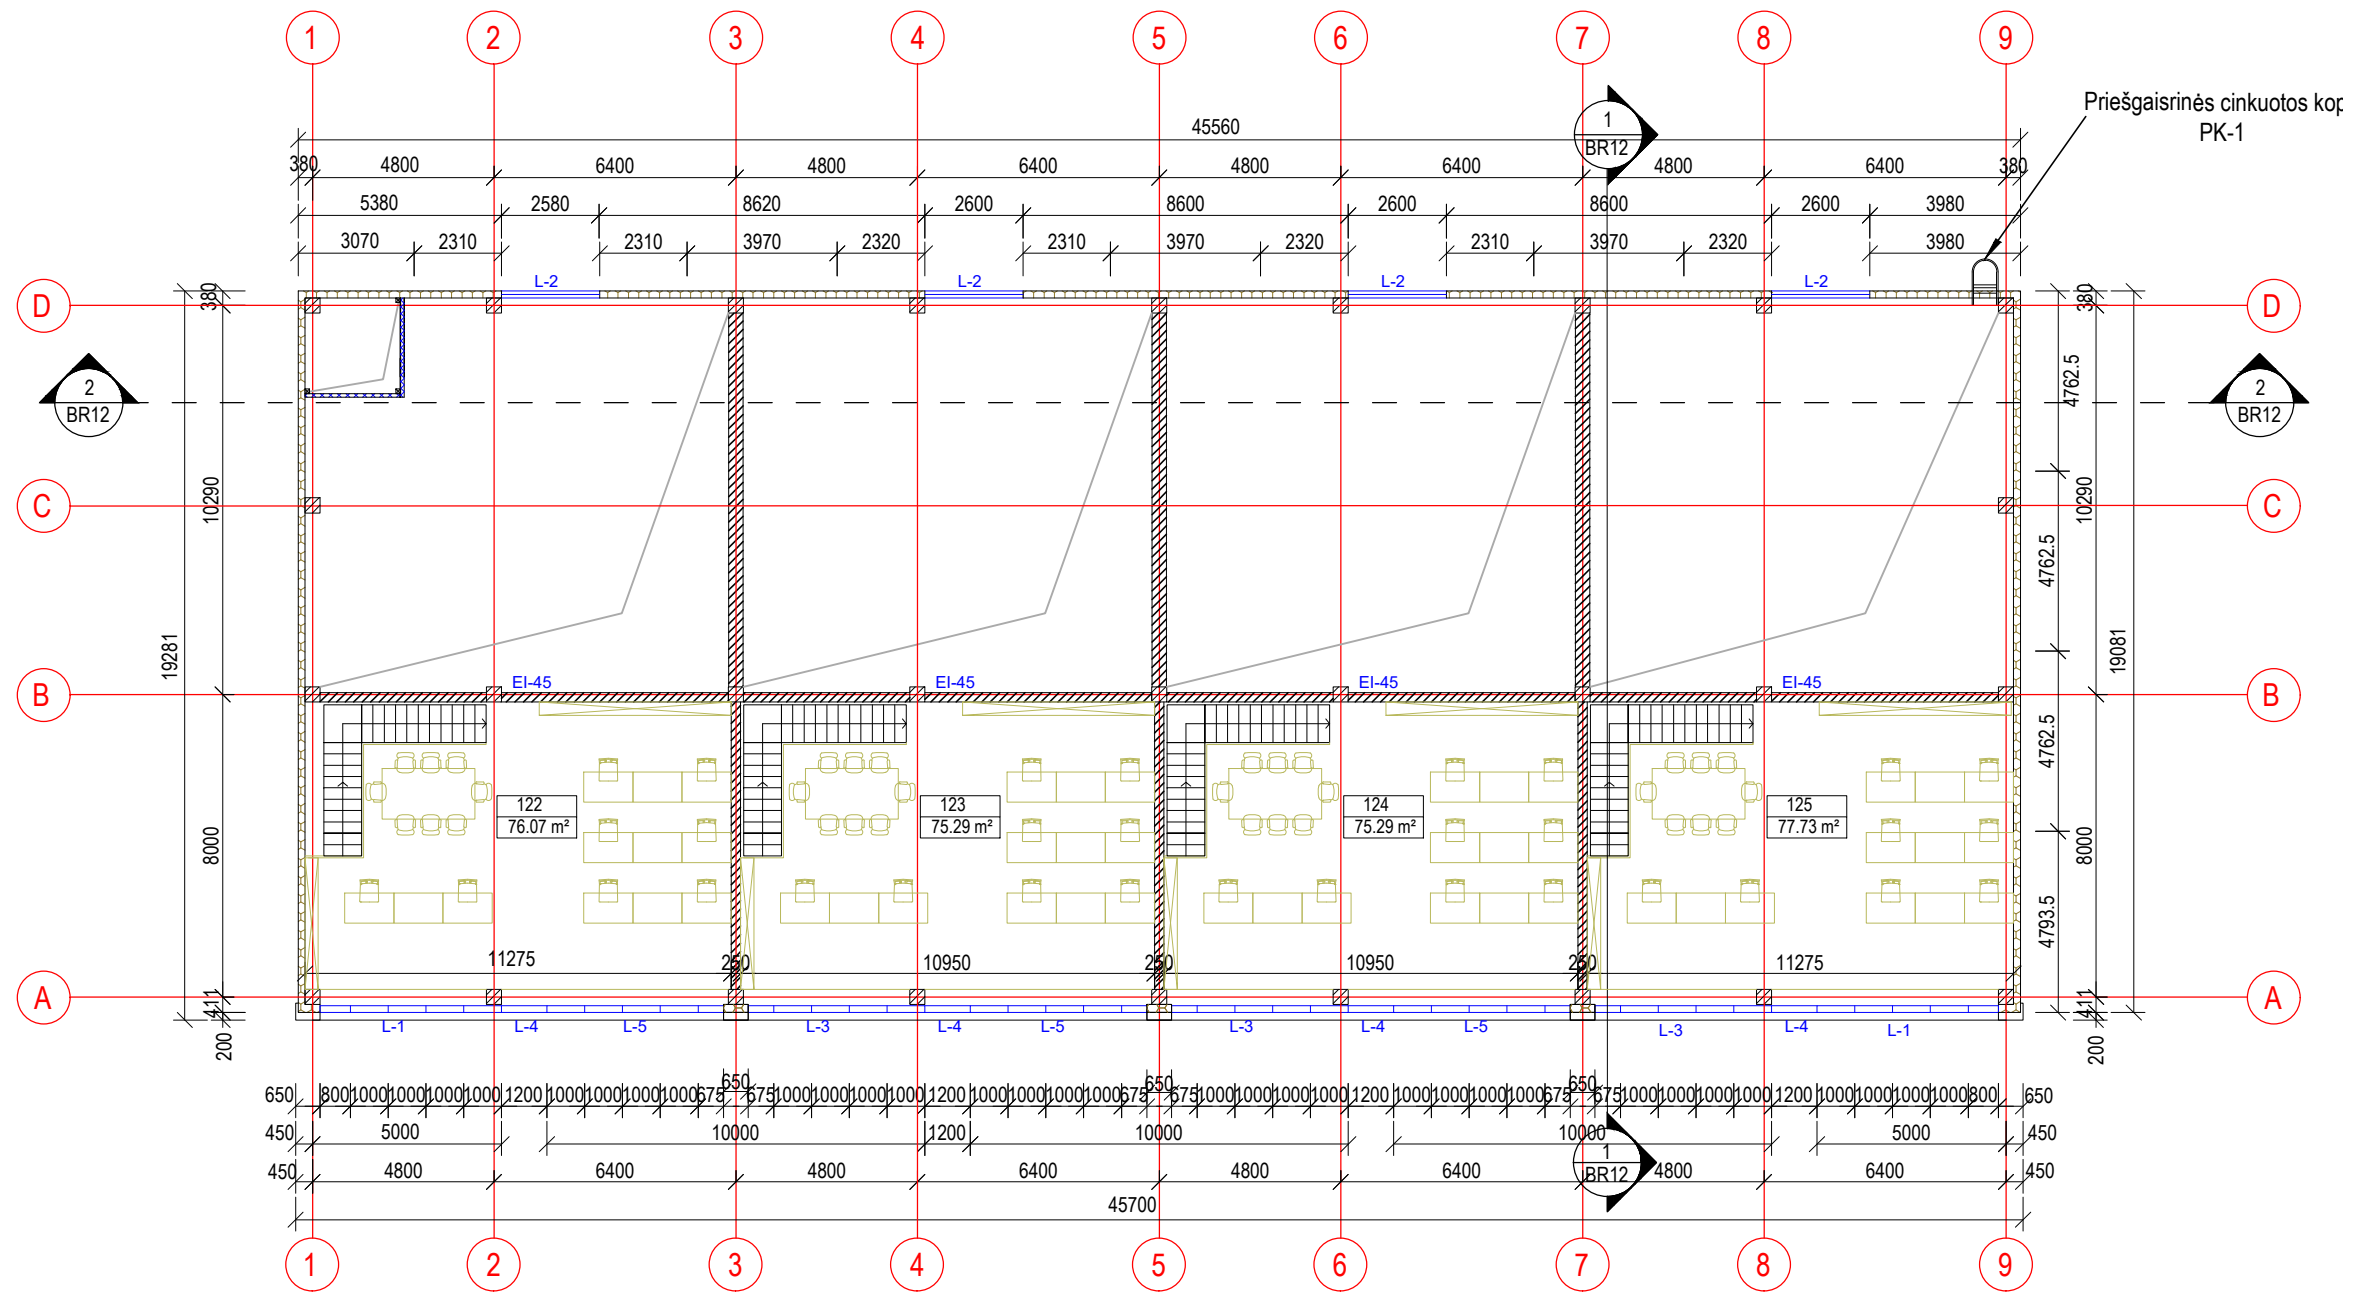 1 2 3 4 5 6 7 8 9
Priešgaisrinės cinkuotos kop
PK-1
1
BR12
45560
380 4800 6400 4800 6400 4800 6400 4800 6400 380
5380 2580 8620 2600 8600 2600 8600 2600 3980
3070 2310 2310 3970 2320 2310 3970 2320 2310 3970 2320 3980
L-2 L-2 L-2 L-2
D 380 380 D
4762.5
2
BR12
2
BR12
C 10290 10290 C
4762.5
19281 19081
EI-45 EI-45 EI-45 EI-45
B B
4762.5
122 123 124 125
76.07 m² 75.29 m² 75.29 m² 77.73 m²
8000 8000
4793.5
11275 250 10950 250 10950 250 11275
A 411 411 A
L-1 L-4 L-5 L-3 L-4 L-5 L-3 L-4 L-5 L-3 L-4 L-1
200 200
650 800 1000 1000 1000 1000 1200 1000 1000 1000 1000 675 650 675 1000 1000 1000 1000 1200 1000 1000 1000 1000 675 650 675 1000 1000 1000 1000 1200 1000 1000 1000 1000 675 650 675 1000 1000 1000 1000 1200 1000 1000 1000 1000 800 650
450 5000 10000 1200 10000 10000 5000 450
1
BR12
450 4800 6400 4800 6400 4800 6400 4800 6400 450
45700
1 2 3 4 5 6 7 8 9